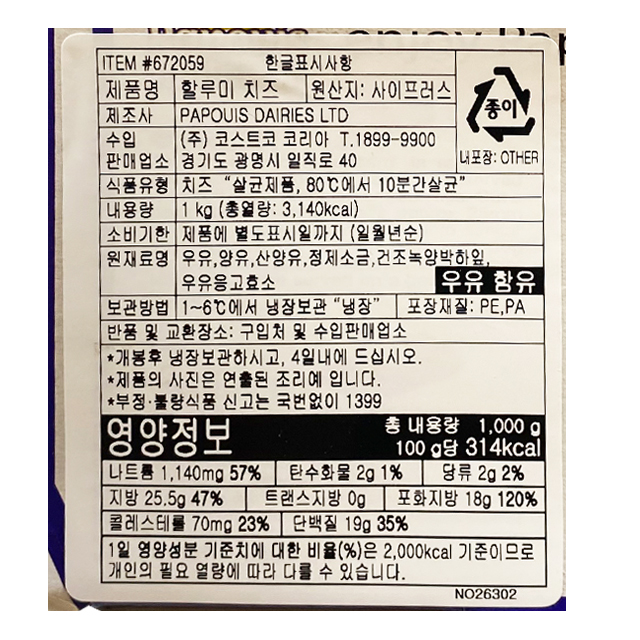 ITEM #672059 한글표시사항
제품명 할루미 치즈 원산지: 사이프러스
제조사 PAPOUIS DAIRIES LTD
종이
내포장: OTHER
수입 (주) 코스트코 코리아 T.1899-9900
판매업소 경기도 광명시 일직로 40
식품유형 치즈 “살균제품, 80℃에서 10분간살균”
내용량 1 kg (총열량: 3,140kcal)
소비기한 제품에 별도표시일까지 (일월년순)
원재료명 우유,양유,산양유,정제소금,건조녹양박하잎,
우유응고효소 우유 함유
보관방법 1~6℃에서 냉장보관 “냉장” 포장재질: PE,PA
반품 및 교환장소: 구입처 및 수입판매업소
*개봉후 냉장보관하시고, 4일내에 드십시오.
*제품의 사진은 연출된 조리예 입니다.
*부정·불량식품 신고는 국번없이 1399
영양정보 총 내용량 1,000 g
100 g당 314kcal
나트륨 1,140mg 57% 탄수화물 2g 1% 당류 2g 2%
지방 25.5g 47% 트랜스지방 0g 포화지방 18g 120%
콜레스테롤 70mg 23% 단백질 19g 35%
1일 영양성분 기준치에 대한 비율(%)은 2,000kcal 기준이므로
개인의 필요 열량에 따라 다를 수 있습니다.
NO26302